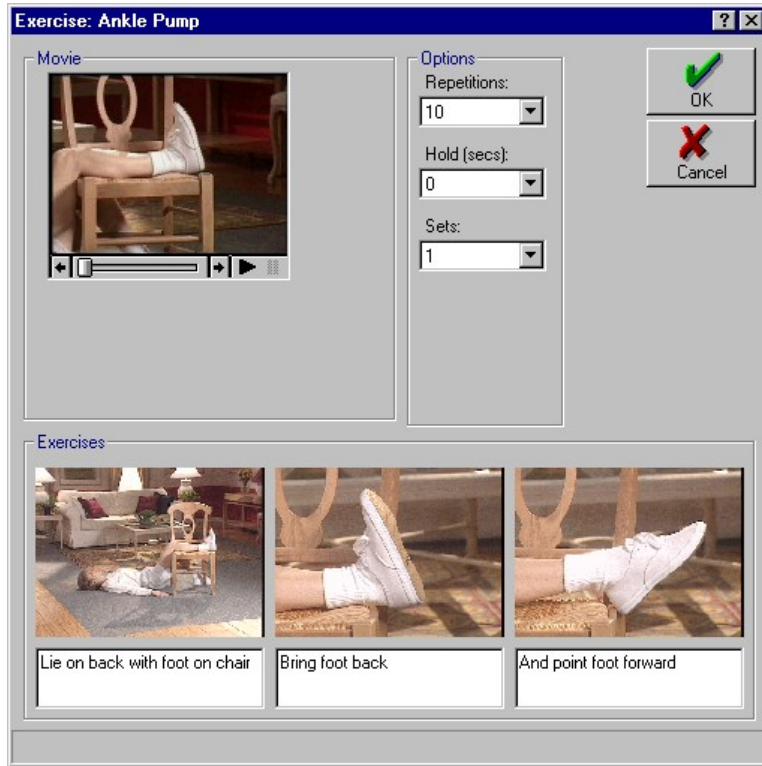 Exercise: Ankle Pump
Movie
Options
Repetitions:
10
Hold (secs):
0
Sets:
1
OK
Cancel
Exercises
Lie on back with foot on chair
Bring foot back
And point foot forward